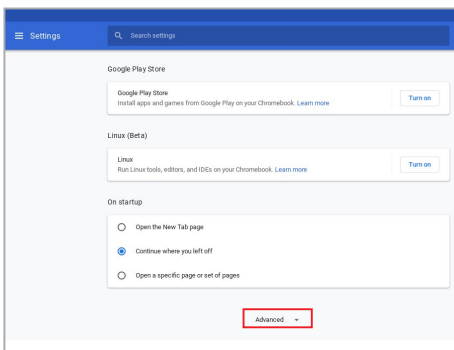 Settings
Search settings
Google Play Store
Google Play Store
Install apps and games from Google Play on your Chromebook. Learn more
Turn on
Linux (Beta)
Linux
Run Linux tools, editors, and IDEs on your Chromebook. Learn more
Turn on
On startup
Open the New Tab page
Continue where you left off
Open a specific page or set of pages
Advanced